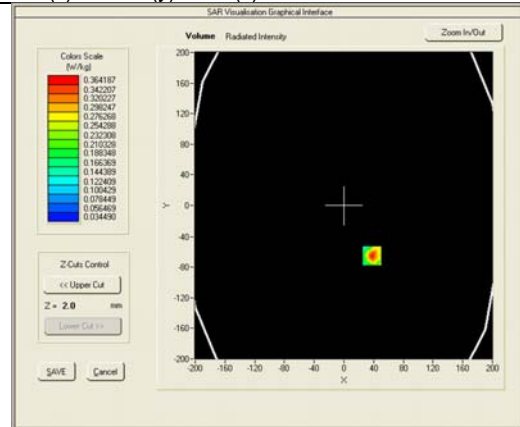 SAR Visualisation Graphical Interface
Volume Radiated Intensity
Zoom In/Out
Colors Scale
(W/kg)
0.364187
0.342207
0.320227
0.298247
0.276268
0.254288
0.232308
0.210328
0.188348
0.166369
0.144389
0.122409
0.100429
0.078449
0.056469
0.034490
200
160
120
80
40
Y
0
-40
-80
-120
-160
-200
-200 -160 -120 -80 -40 0 40 80 120 160 200
X
Z-Cuts Control
<< Upper Cut
Z = 2.0 mm
Lower Cut >>
SAVE Cancel